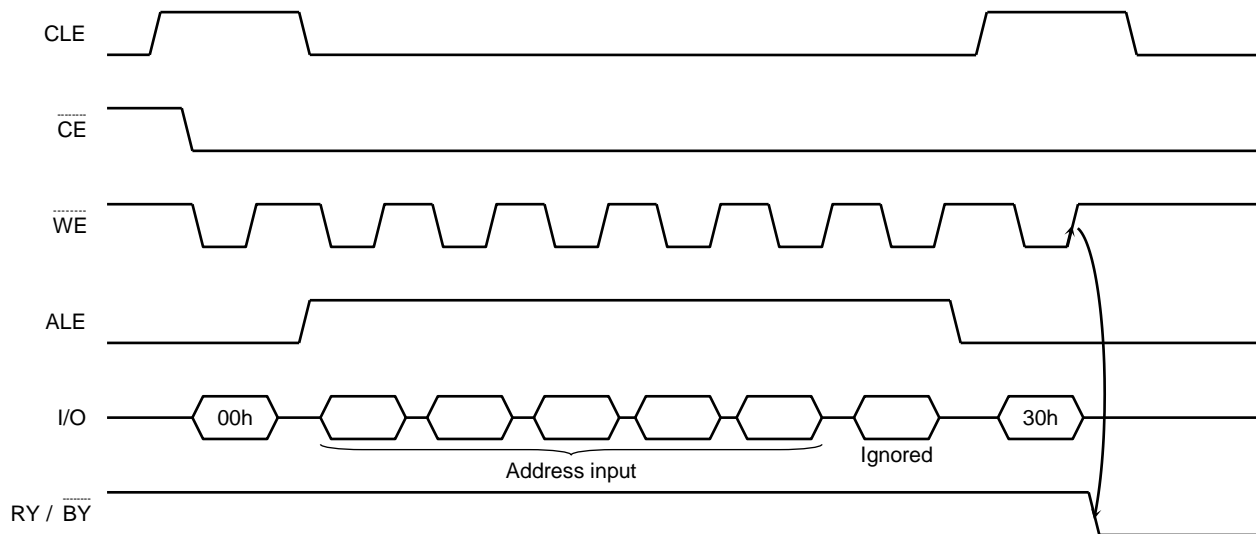 CLE
CE
WE
ALE
I/O
00h
30h
Ignored
Address input
RY / BY